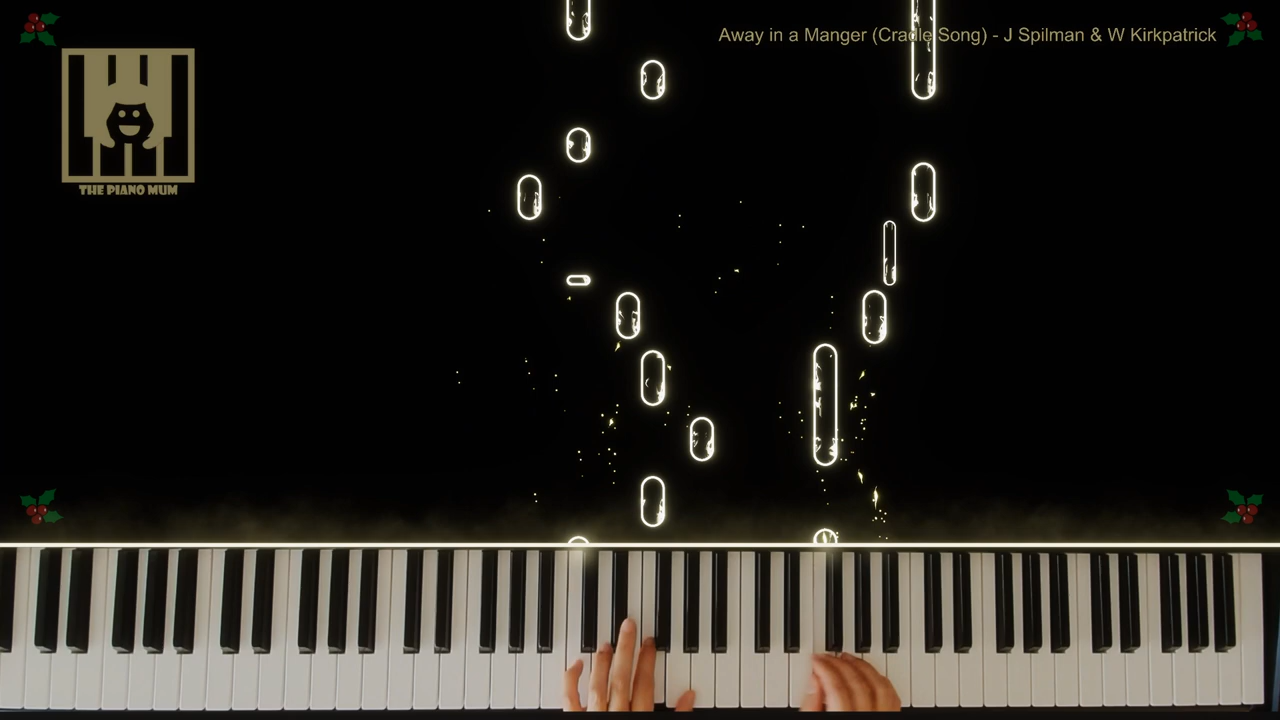 Away in a Manger (Cradle Song) - J Spilman & W Kirkpatrick
THE PIANO MUM